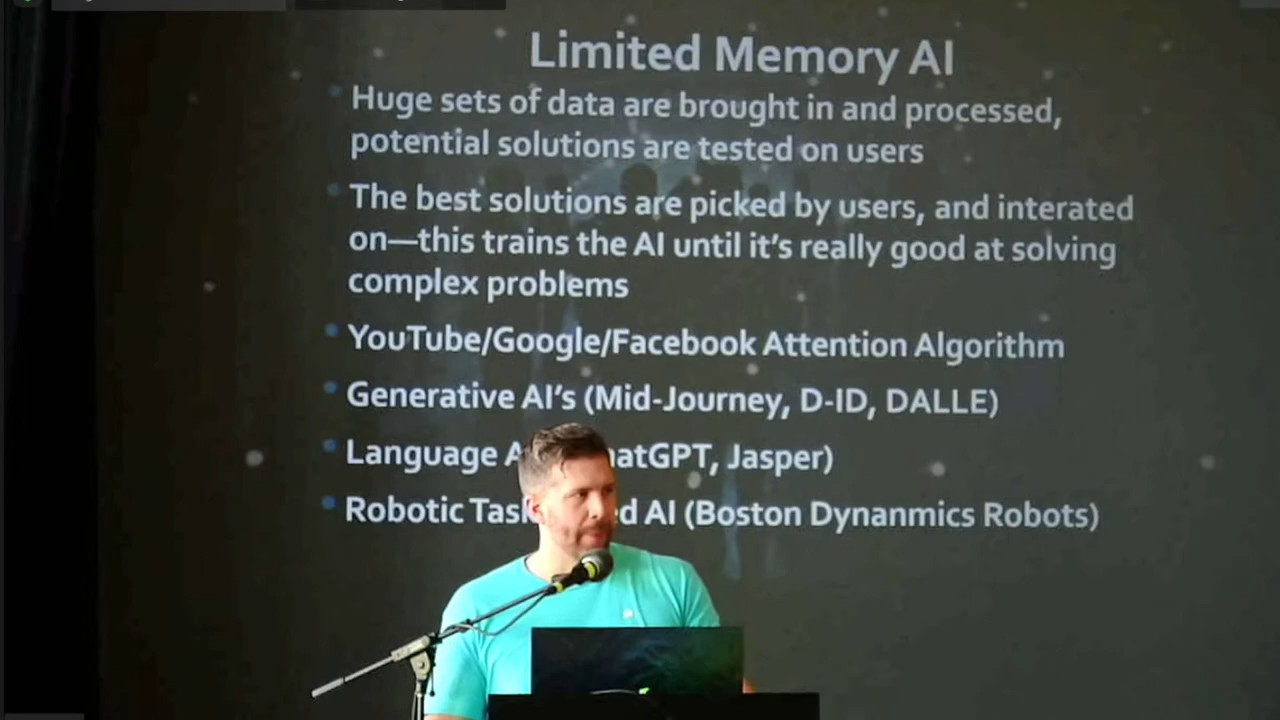 Limited Memory AI
Huge sets of data are brought in and processed,
potential solutions are tested on users
The best solutions are picked by users, and interated
on—this trains the AI until it's really good at solving
complex problems
YouTube/Google/Facebook Attention Algorithm
Generative AI's (Mid-Journey, D-ID, DALLE)
Language atGPT, Jasper)
Robotic AI (Boston Dynanmics Robots)